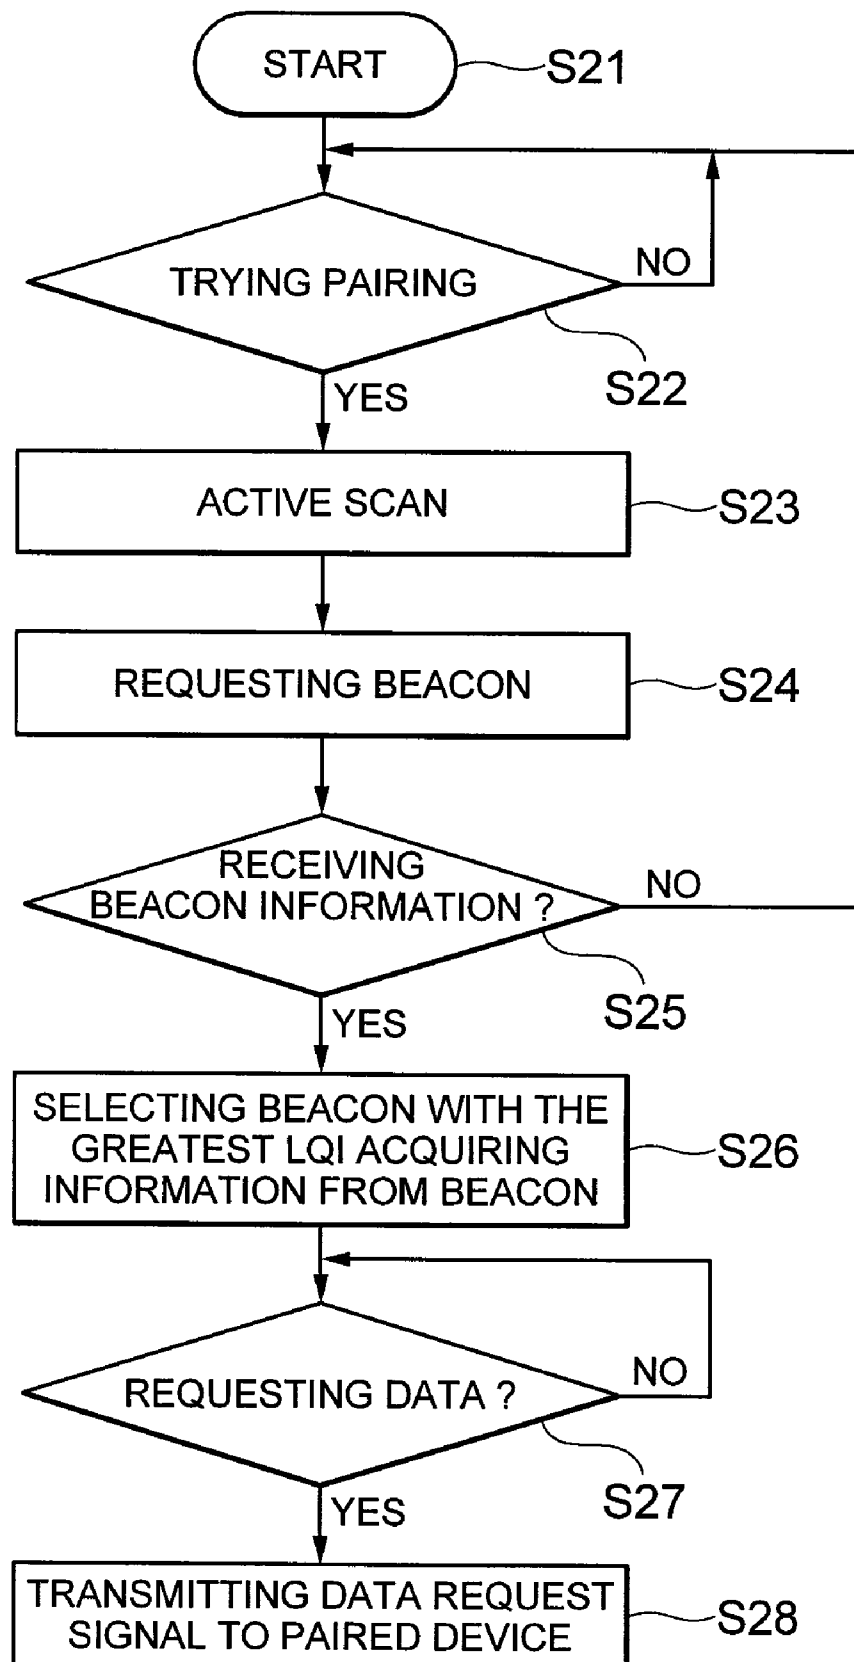 START
S21
TRYING PAIRING
NO
S22
YES
ACTIVE SCAN
S23
REQUESTING BEACON
S24
RECEIVING
BEACON INFORMATION ?
NO
S25
YES
SELECTING BEACON WITH THE
GREATEST LQI ACQUIRING
INFORMATION FROM BEACON
S26
REQUESTING DATA ?
NO
S27
YES
TRANSMITTING DATA REQUEST
SIGNAL TO PAIRED DEVICE
S28